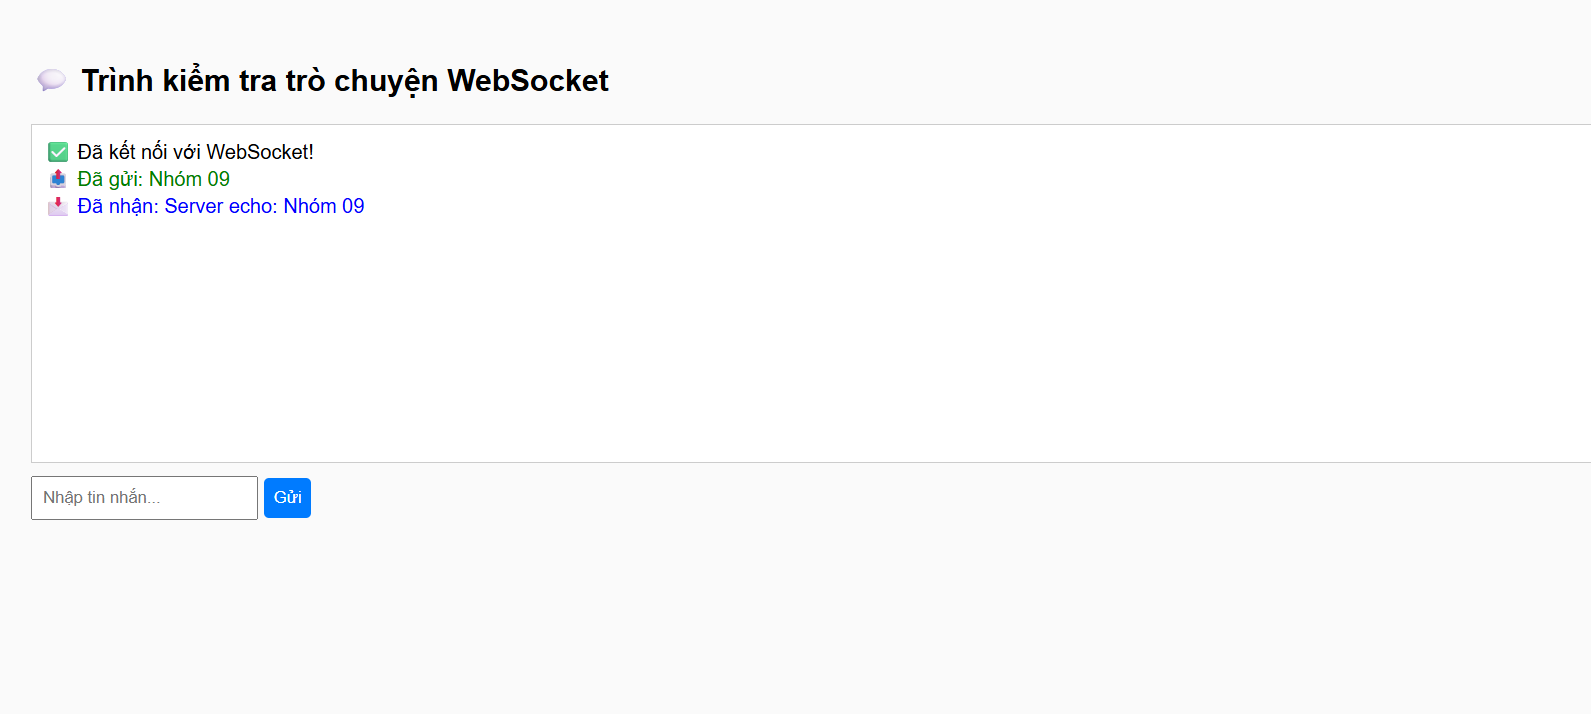 Trình kiểm tra trò chuyện WebSocket
Đã kết nối với WebSocket!
Đã gửi: Nhóm 09
Đã nhận: Server echo: Nhóm 09
Nhập tin nhắn...
Gửi